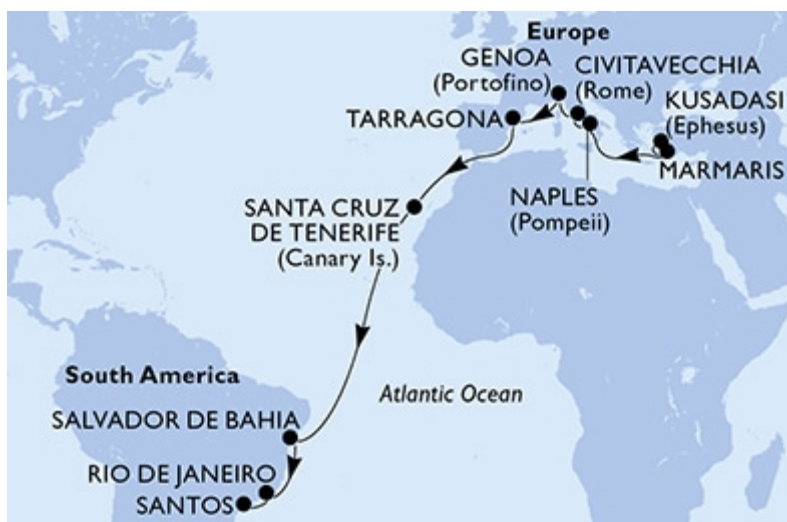 Europe
GENOA
(Portofino)
CIVITAVECCHIA
(Rome)
KUSADASI
(Ephesus)
TARRAGONA
MARMARIS
NAPLES
(Pompeii)
SANTA CRUZ
DE TENERIFE
(Canary Is.)
South America
Atlantic Ocean
SALVADOR DE BAHIA
RIO DE JANEIRO
SANTOS